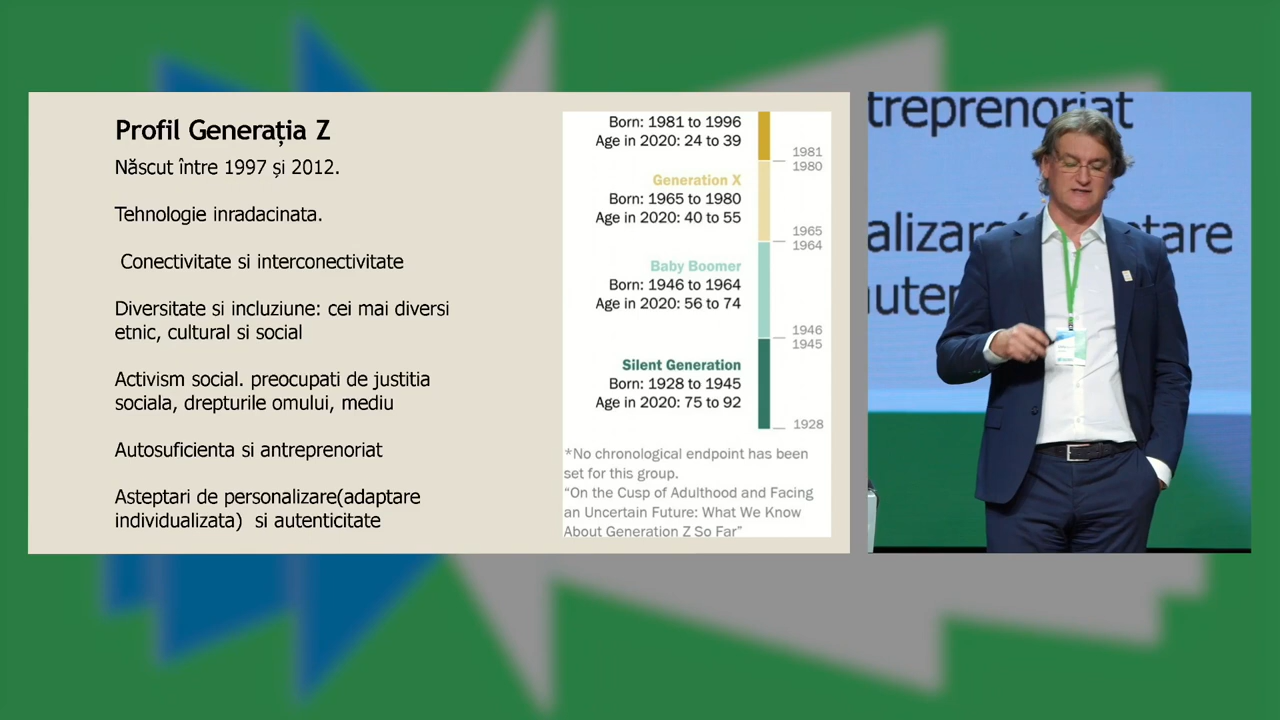 Profil Generația Z
Născut între 1997 și 2012.
Tehnologie inradacinata.
Conectivitate si interconectivitate
Diversitate si incluziune: cei mai diversi
etnic, cultural si social
Activism social. preocupati de justitia
sociala, drepturile omului, mediu
Autosuficienta si antreprenoriat
Asteptari de personalizare(adaptare
individualizata) si autenticitate
Born: 1981 to 1996
Age in 2020: 24 to 39
1981
1980
Generation X
Born: 1965 to 1980
Age in 2020: 40 to 55
1965
1964
Baby Boomer
Born: 1946 to 1964
Age in 2020: 56 to 74
1946
1945
Silent Generation
Born: 1928 to 1945
Age in 2020: 75 to 92
1928
*No chronological endpoint has been
set for this group.
“On the Cusp of Adulthood and Facing
an Uncertain Future: What We Know
About Generation Z So Far”
treprenoriat